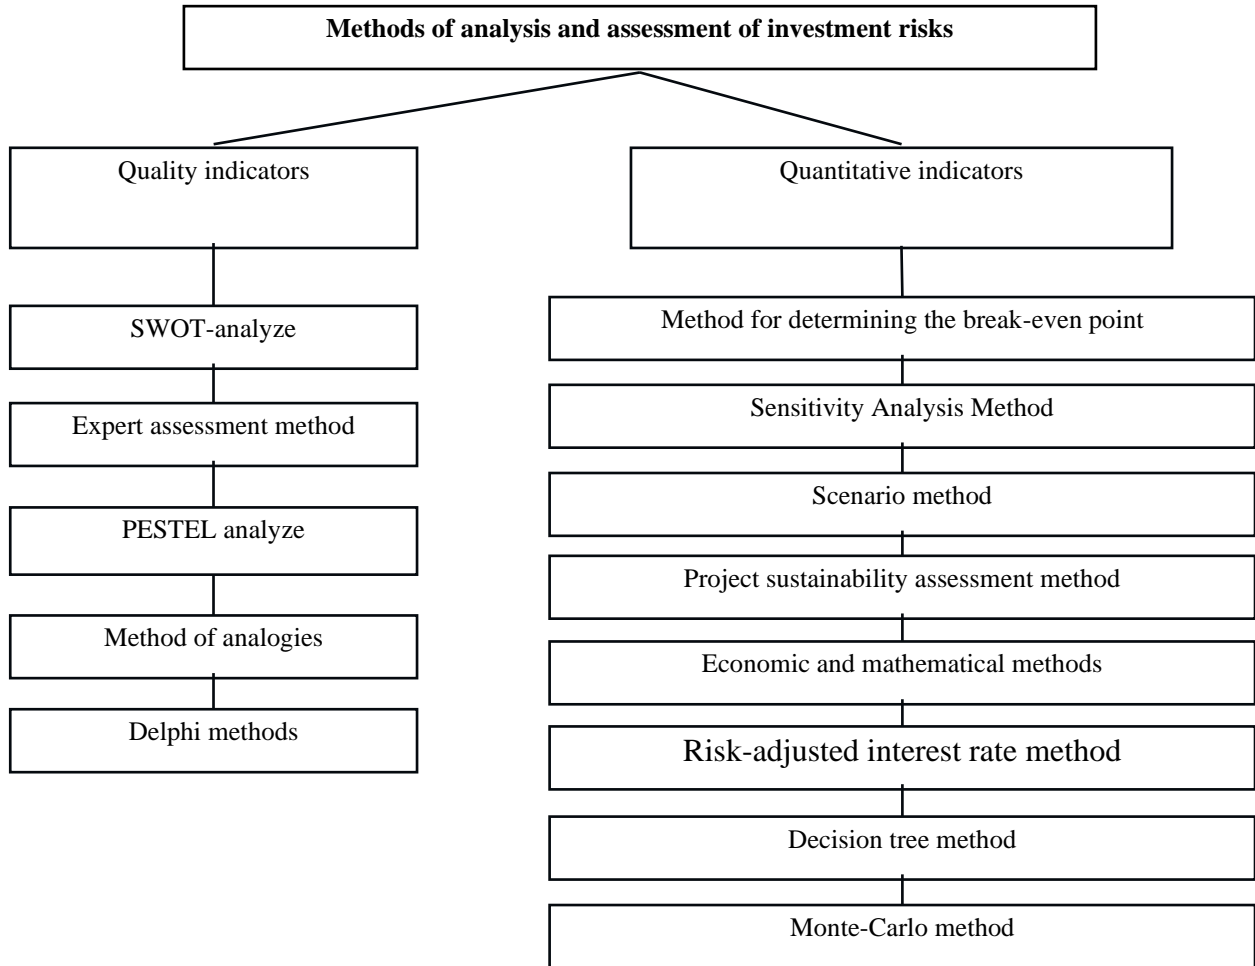 Methods of analysis and assessment of investment risks
Quality indicators
SWOT-analyze
Expert assessment method
PESTEL analyze
Method of analogies
Delphi methods
Quantitative indicators
Method for determining the break-even point
Sensitivity Analysis Method
Scenario method
Project sustainability assessment method
Economic and mathematical methods
Risk-adjusted interest rate method
Decision tree method
Monte-Carlo method